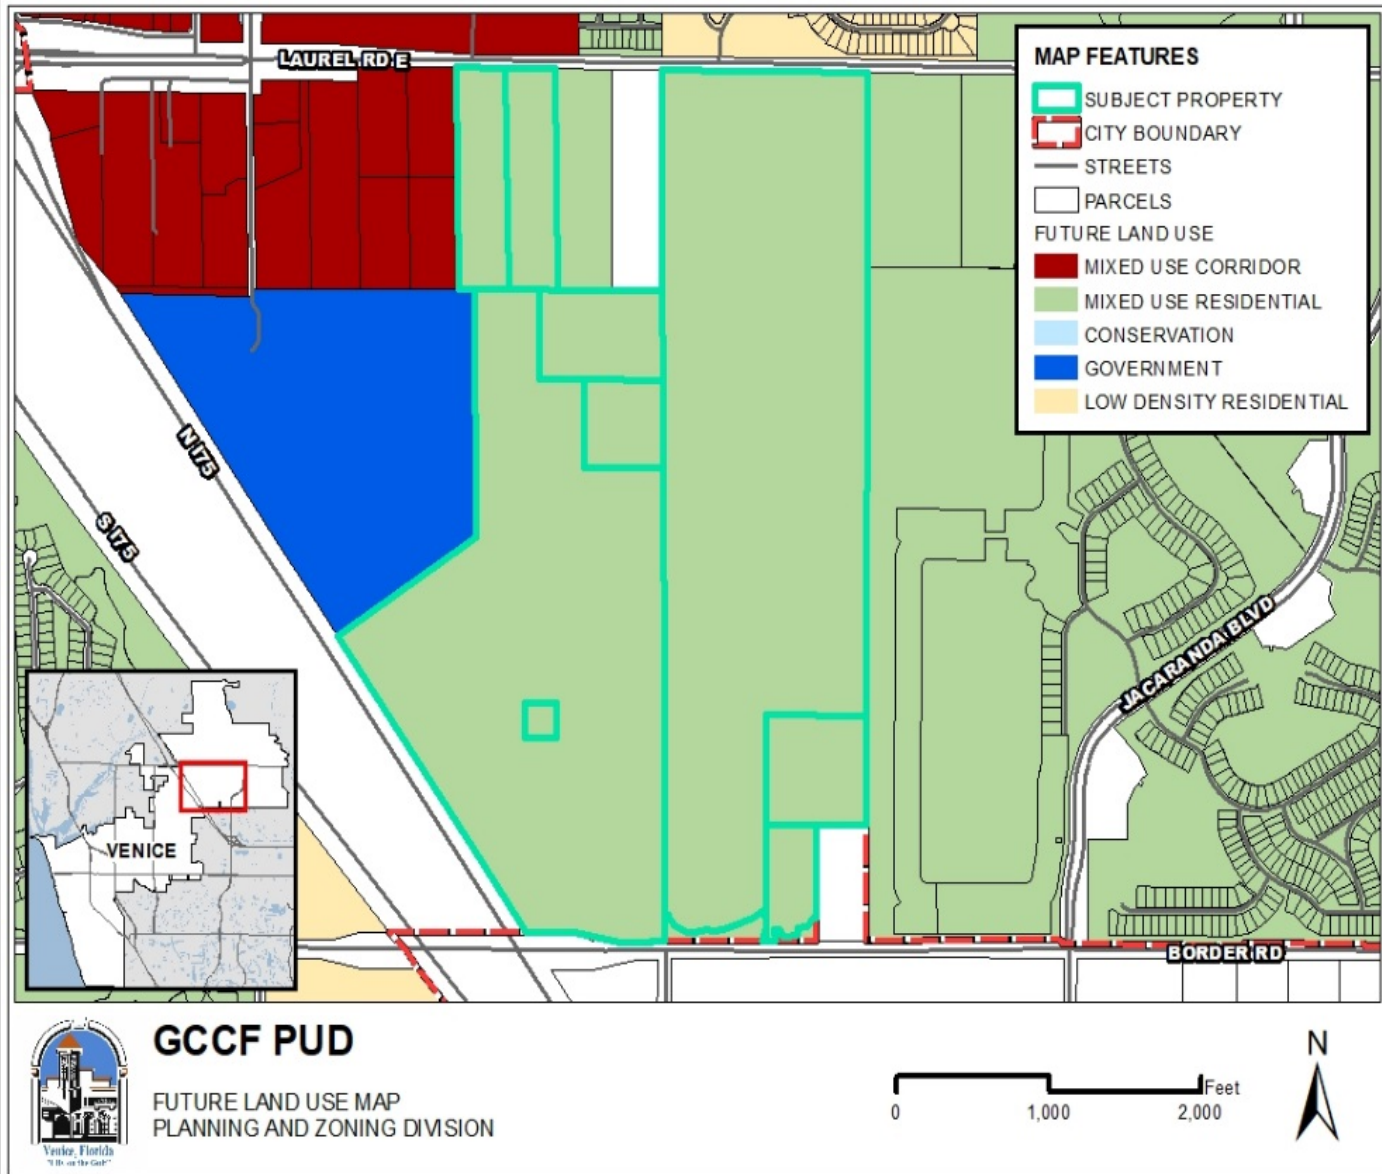 LAUREL RD E
MAP FEATURES
SUBJECT PROPERTY
CITY BOUNDARY
STREETS
PARCELS
FUTURE LAND USE
MIXED USE CORRIDOR
MIXED USE RESIDENTIAL
CONSERVATION
GOVERNMENT
LOW DENSITY RESIDENTIAL
N I75
S I75
JACARANDA BLVD
VENICE
BORDER RD
GCCF PUD
FUTURE LAND USE MAP
PLANNING AND ZONING DIVISION
Venice, Florida
N
Feet
0 1,000 2,000